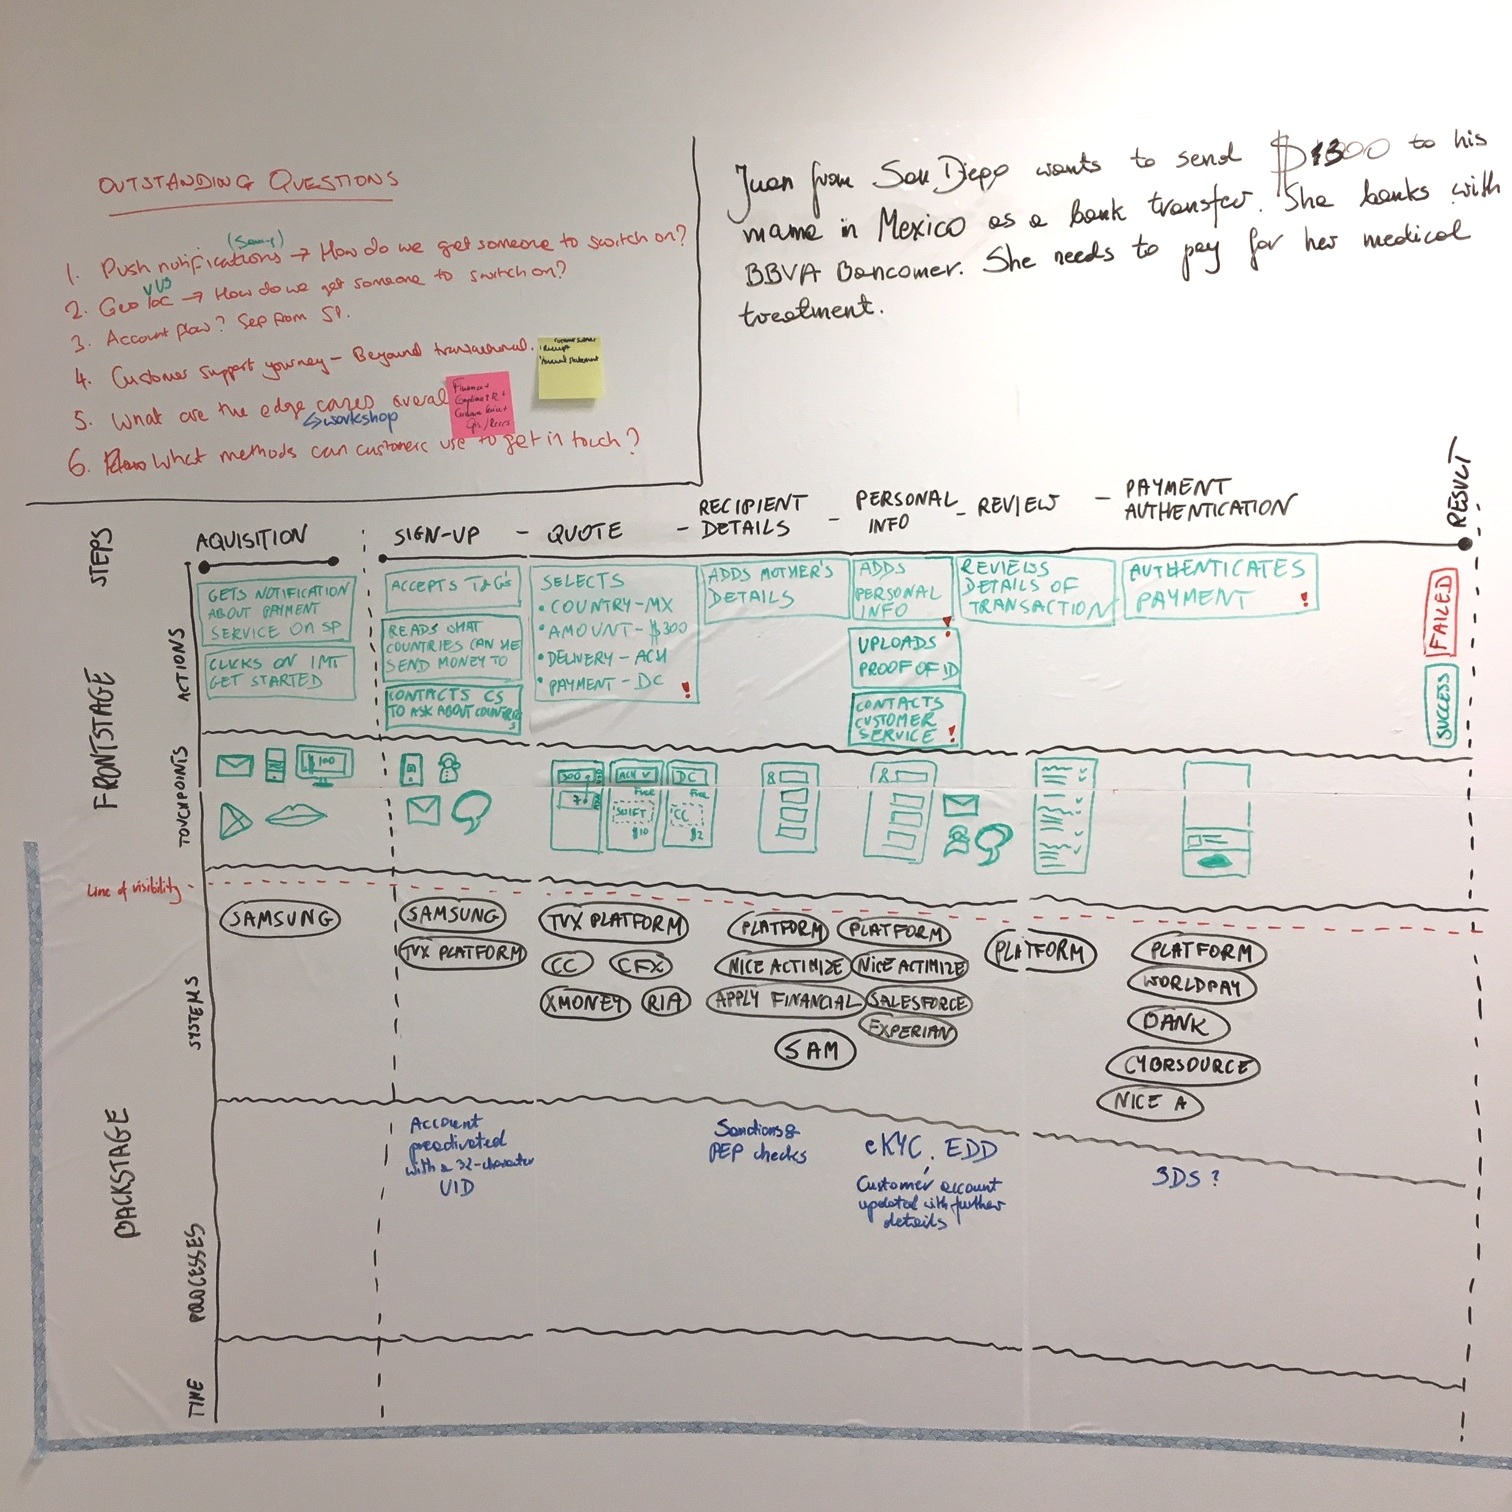 OUTSTANDING QUESTIONS
1. Push notifications → How do we get someone to switch on?
2. Geo loc → How do we get someone to switch on?
3. Account flow? Sep from SP.
4. Customer support yourney - Beyond transactional.
5. What are the edge cases overal
↳ workshop
6. What methods can customers use to get in touch?
Receipt
Annual statement
Finance +
Compliance +
Juan from San Diego wants to send $300 to his
mama in Mexico as a bank transfer. She banks with
BBVA Bancomer. She needs to pay for her medical
treatment.
STEPS
AQUISITION
SIGN-UP - QUOTE - RECIPIENT DETAILS - PERSONAL INFO - REVIEW - PAYMENT AUTHENTICATION
RESULT
FRONTSTAGE
ACTIONS
GETS NOTIFICATION
ABOUT PAYMENT
SERVICE ON SP
CLICKS ON IMT
GET STARTED
ACCEPTS T&C'S
READS WHAT
COUNTRIES CAN HE
SEND MONEY TO
CONTACTS CS
TO ASK ABOUT COUNTRIES
SELECTS
• COUNTRY - MX
• AMOUNT - $300
• DELIVERY - ACH
• PAYMENT - DC !
ADDS MOTHER'S
DETAILS
ADDS
PERSONAL
INFO
!
UPLOADS
PROOF OF ID
CONTACTS
CUSTOMER
SERVICE !
REVIEWS
DETAILS OF
TRANSACTION
AUTHENTICATES
PAYMENT !
FAILED
SUCCESS
TOUCHPOINTS
$100
300
7
ACH
Free
SWIFT
$10
DC
Free
CC
$2
Line of visibility
BACKSTAGE
SYSTEMS
SAMSUNG
SAMSUNG
TVX PLATFORM
TVX PLATFORM
CC
CFX
XMONEY
RIA
PLATFORM
NICE ACTIMIZE
APPLY FINANCIAL
SAM
PLATFORM
NICE ACTIMIZE
SALESFORCE
EXPERIAN
PLATFORM
PLATFORM
WORLDPAY
BANK
CYBERSOURCE
NICE A
PROCESSES
Account
preactivated
with a 32-character
UID
Sanctions &
PEP checks
eKYC, EDD
Customer account
updated with further
details
3DS ?
TIME